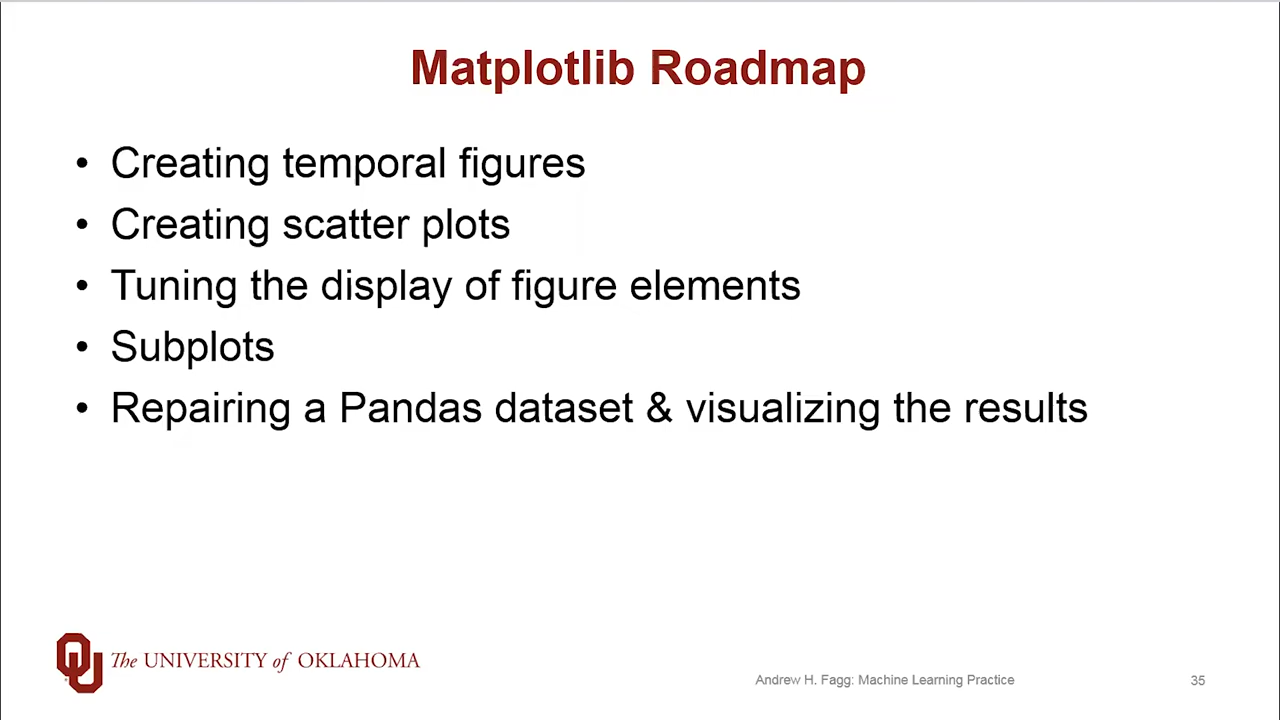 Matplotlib Roadmap
• Creating temporal figures
• Creating scatter plots
• Tuning the display of figure elements
• Subplots
• Repairing a Pandas dataset & visualizing the results
The UNIVERSITY of OKLAHOMA
Andrew H. Fagg: Machine Learning Practice
35